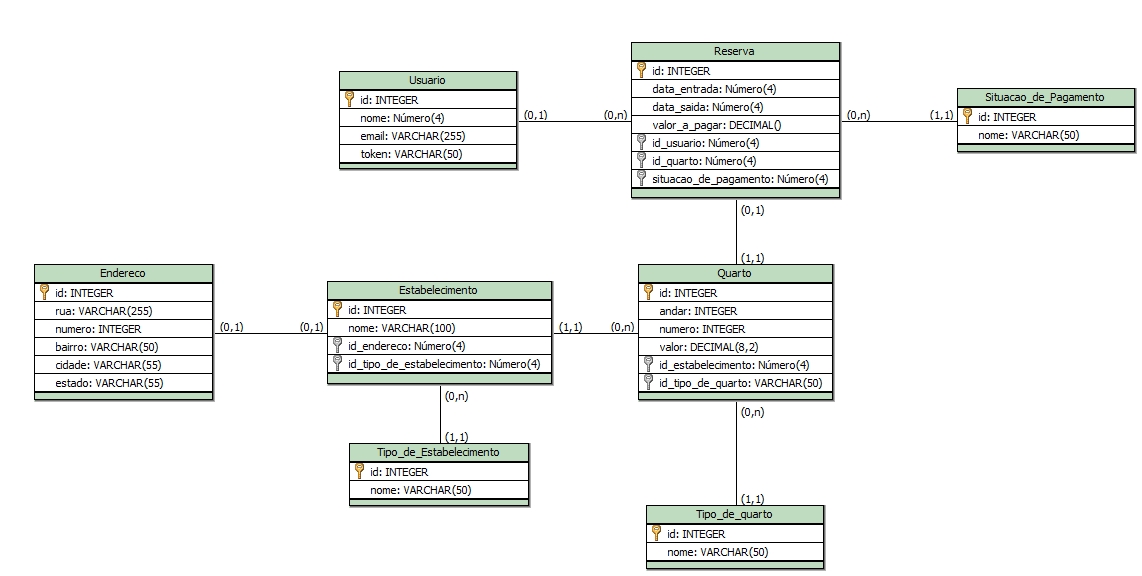 Reserva
id: INTEGER
data_entrada: Número(4)
data_saida: Número(4)
valor_a_pagar: DECIMAL()
id_usuario: Número(4)
id_quarto: Número(4)
situacao_de_pagamento: Número(4)
Usuario
id: INTEGER
nome: Número(4)
email: VARCHAR(255)
token: VARCHAR(50)
(0,1)
(0,n)
(0,n)
(1,1)
Situacao_de_Pagamento
id: INTEGER
nome: VARCHAR(50)
(0,1)
(1,1)
Endereco
id: INTEGER
rua: VARCHAR(255)
numero: INTEGER
bairro: VARCHAR(50)
cidade: VARCHAR(55)
estado: VARCHAR(55)
(0,1)
(0,1)
Estabelecimento
id: INTEGER
nome: VARCHAR(100)
id_endereco: Número(4)
id_tipo_de_estabelecimento: Número(4)
(1,1)
(0,n)
Quarto
id: INTEGER
andar: INTEGER
numero: INTEGER
valor: DECIMAL(8,2)
id_estabelecimento: Número(4)
id_tipo_de_quarto: VARCHAR(50)
(0,n)
(1,1)
Tipo_de_Estabelecimento
id: INTEGER
nome: VARCHAR(50)
(0,n)
(1,1)
Tipo_de_quarto
id: INTEGER
nome: VARCHAR(50)